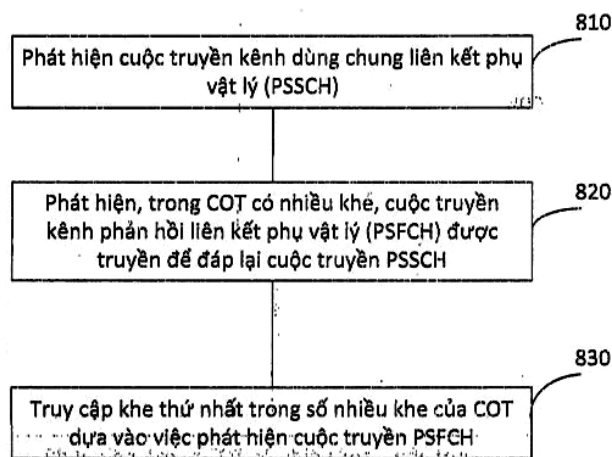 810
Phát hiện cuộc truyền kênh dùng chung liên kết phụ
vật lý (PSSCH)
820
Phát hiện, trong COT có nhiều khe, cuộc truyền
kênh phản hồi liên kết phụ vật lý (PSFCH) được
truyền để đáp lại cuộc truyền PSSCH
830
Truy cập khe thứ nhất trong số nhiều khe của COT
dựa vào việc phát hiện cuộc truyền PSFCH